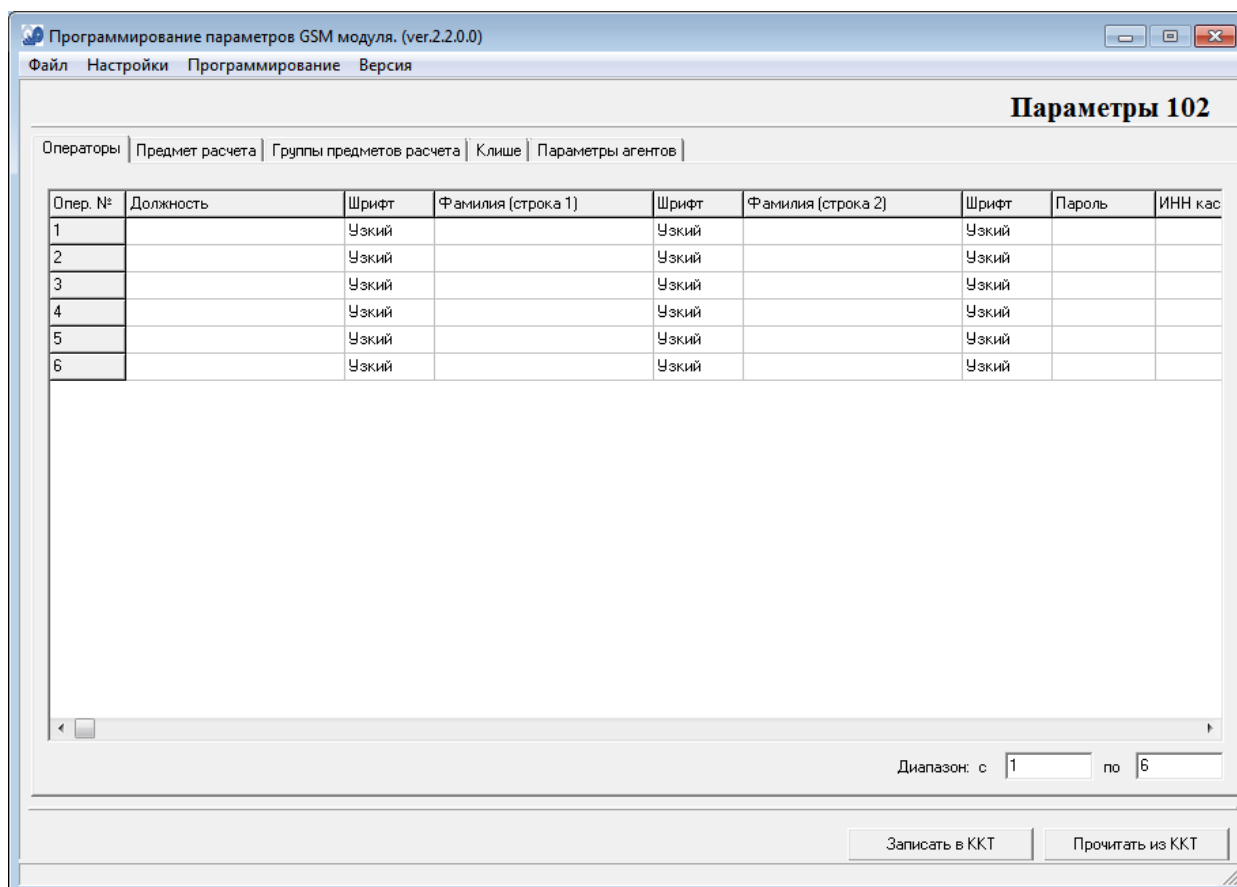 Программирование параметров GSM модуля. (ver.2.2.0.0)
Файл Настройки Программирование Версия
Параметры 102
Операторы Предмет расчета Группы предметов расчета Клише Параметры агентов
Опер. № Должность Шрифт Фамилия (строка 1) Шрифт Фамилия (строка 2) Шрифт Пароль ИНН кас
1 Узкий Узкий Узкий
2 Узкий Узкий Узкий
3 Узкий Узкий Узкий
4 Узкий Узкий Узкий
5 Узкий Узкий Узкий
6 Узкий Узкий Узкий
Диапазон: с 1 по 6
Записать в ККТ Прочитать из ККТ